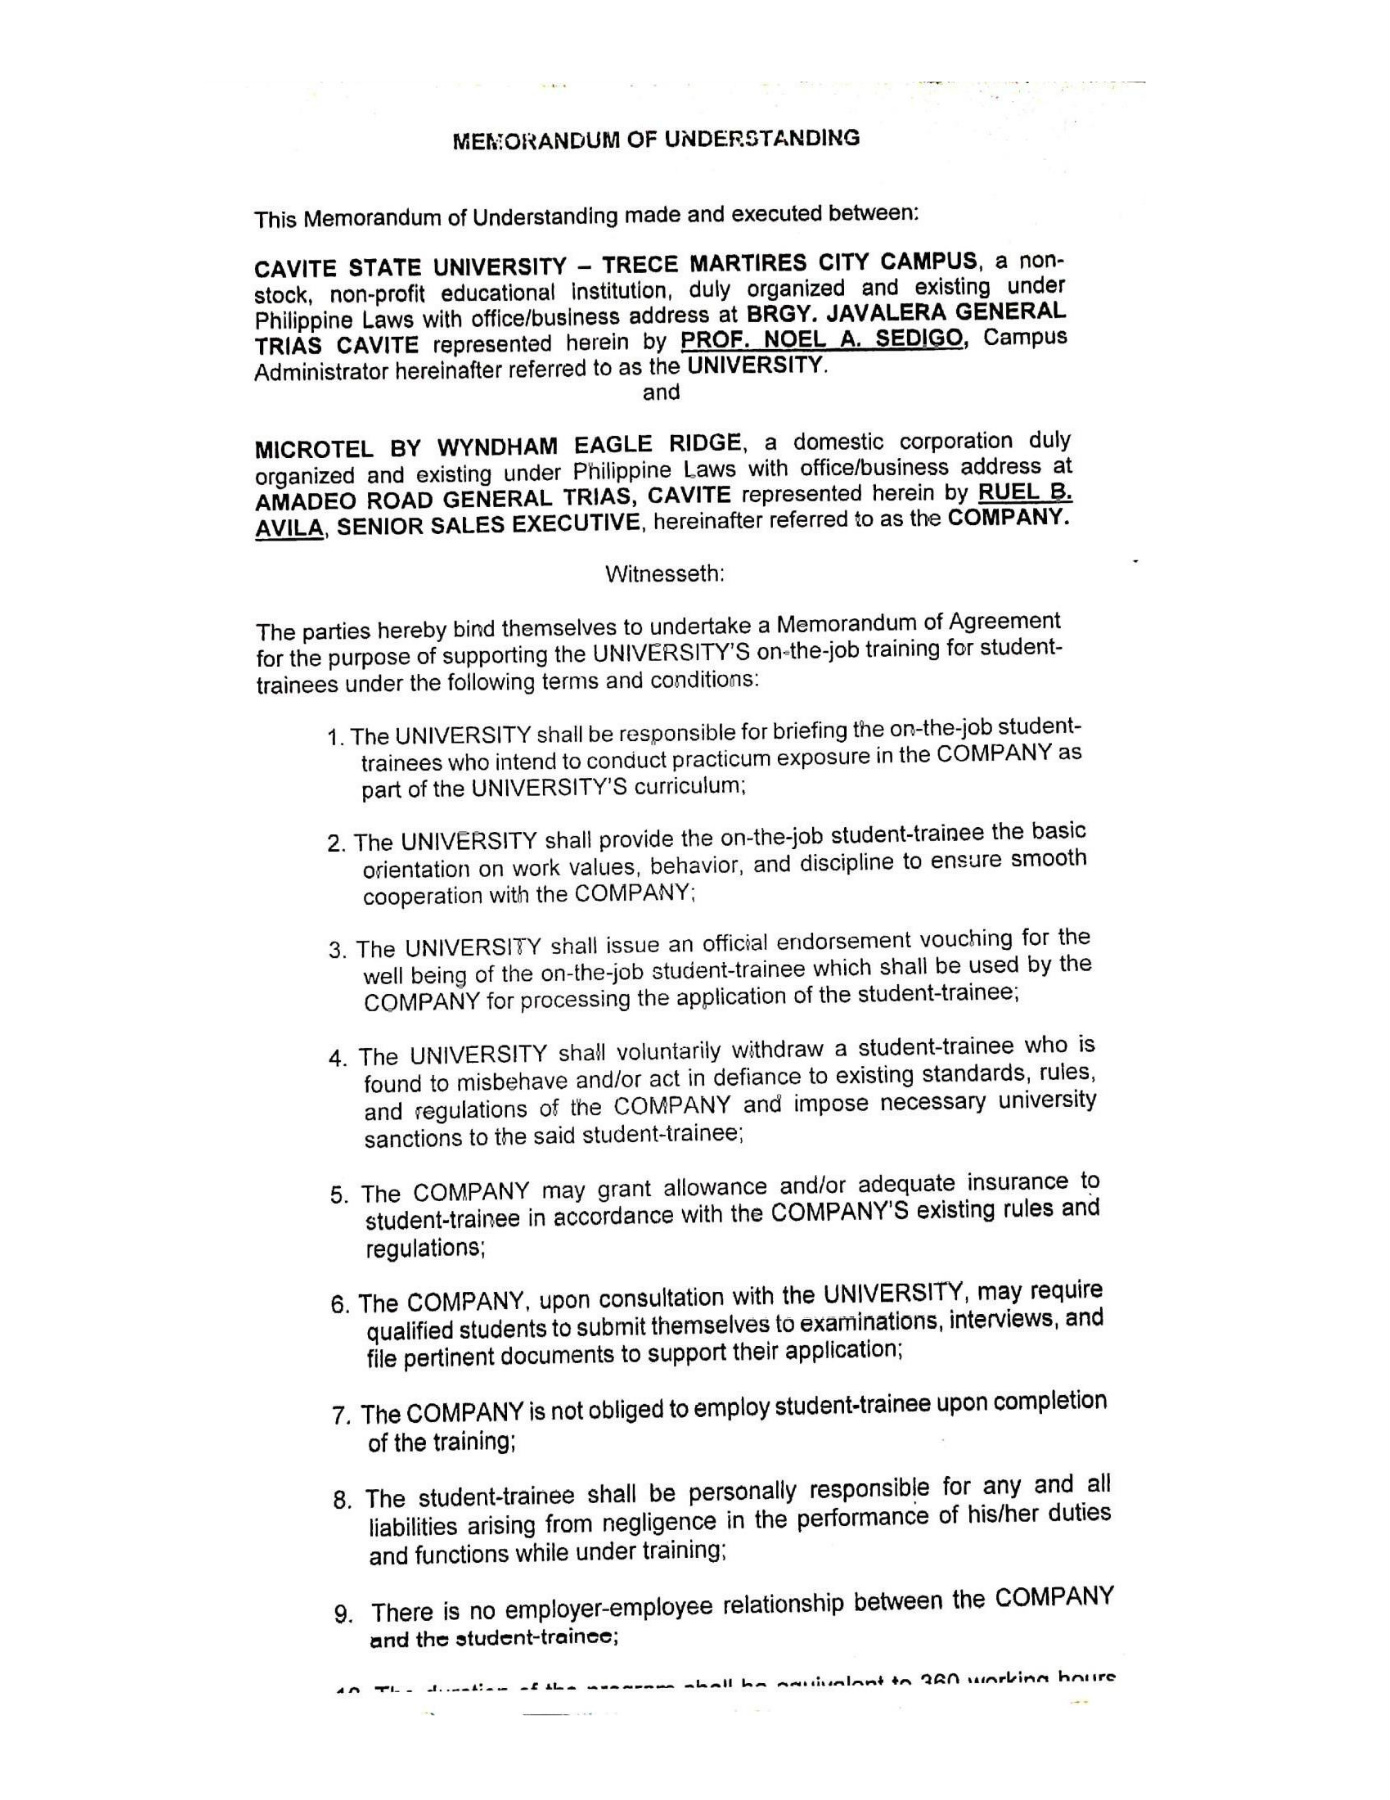 MEMORANDUM OF UNDERSTANDING
This Memorandum of Understanding made and executed between:
CAVITE STATE UNIVERSITY – TRECE MARTIRES CITY CAMPUS, a non-
stock, non-profit educational institution, duly organized and existing under
Philippine Laws with office/business address at BRGY. JAVALERA GENERAL
TRIAS CAVITE represented herein by PROF. NOEL A. SEDIGO, Campus
Administrator hereinafter referred to as the UNIVERSITY.
and
MICROTEL BY WYNDHAM EAGLE RIDGE, a domestic corporation duly
organized and existing under Philippine Laws with office/business address at
AMADEO ROAD GENERAL TRIAS, CAVITE represented herein by RUEL B.
AVILA, SENIOR SALES EXECUTIVE, hereinafter referred to as the COMPANY.
Witnesseth:
The parties hereby bind themselves to undertake a Memorandum of Agreement
for the purpose of supporting the UNIVERSITY'S on-the-job training for student-
trainees under the following terms and conditions:
1. The UNIVERSITY shall be responsible for briefing the on-the-job student-
trainees who intend to conduct practicum exposure in the COMPANY as
part of the UNIVERSITY'S curriculum;
2. The UNIVERSITY shall provide the on-the-job student-trainee the basic
orientation on work values, behavior, and discipline to ensure smooth
cooperation with the COMPANY;
3. The UNIVERSITY shall issue an official endorsement vouching for the
well being of the on-the-job student-trainee which shall be used by the
COMPANY for processing the application of the student-trainee;
4. The UNIVERSITY shall voluntarily withdraw a student-trainee who is
found to misbehave and/or act in defiance to existing standards, rules,
and regulations of the COMPANY and impose necessary university
sanctions to the said student-trainee;
5. The COMPANY may grant allowance and/or adequate insurance to
student-trainee in accordance with the COMPANY'S existing rules and
regulations;
6. The COMPANY, upon consultation with the UNIVERSITY, may require
qualified students to submit themselves to examinations, interviews, and
file pertinent documents to support their application;
7. The COMPANY is not obliged to employ student-trainee upon completion
of the training;
8. The student-trainee shall be personally responsible for any and all
liabilities arising from negligence in the performance of his/her duties
and functions while under training;
9. There is no employer-employee relationship between the COMPANY
and the student-trainee;
10. The duration of the program shall be equivalent to 360 working hours